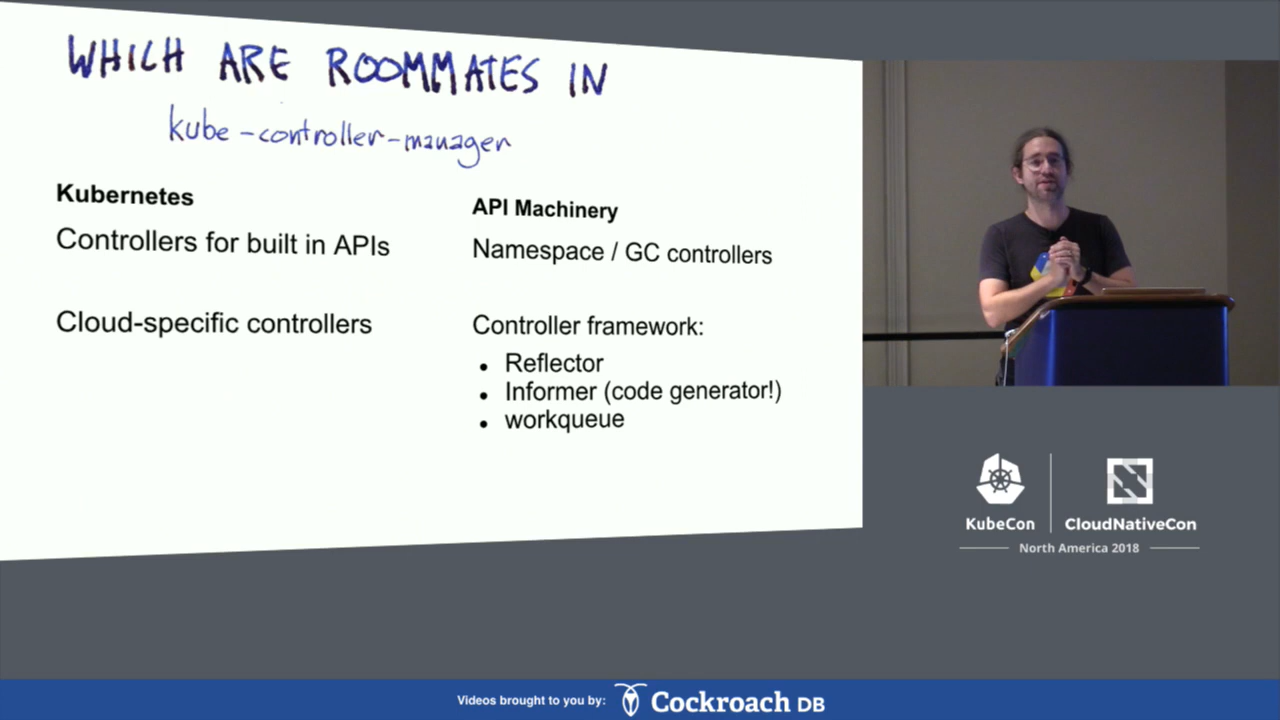 WHICH ARE ROOMMATES IN
kube-controller-manager
Kubernetes
Controllers for built in APIs
Cloud-specific controllers
API Machinery
Namespace / GC controllers
Controller framework:
● Reflector
● Informer (code generator!)
● workqueue
KubeCon
CloudNativeCon
North America 2018
Videos brought to you by:
Cockroach DB